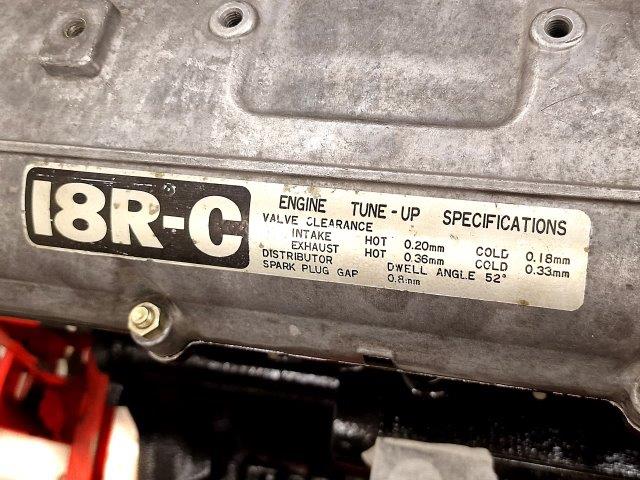 18R-C
ENGINE TUNE-UP SPECIFICATIONS
VALVE CLEARANCE
INTAKE HOT 0.20mm COLD 0.18mm
EXHAUST HOT 0.36mm COLD 0.33mm
DISTRIBUTOR DWELL ANGLE 52°
SPARK PLUG GAP 0.8mm